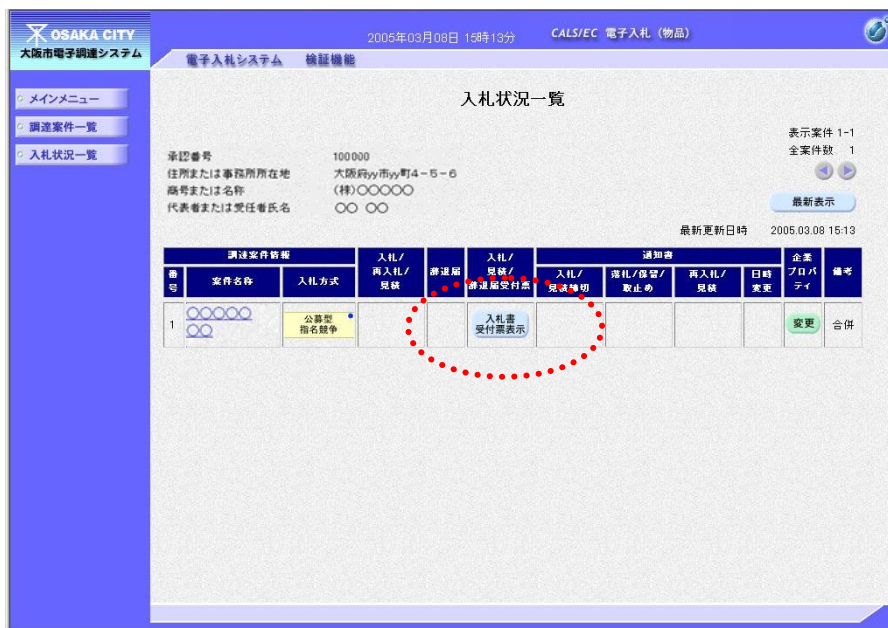 OSAKA CITY
大阪市電子調達システム
2005年03月08日 15時13分
CALS/EC 電子入札（物品）
電子入札システム 検証機能
メインメニュー
調達案件一覧
入札状況一覧
入札状況一覧
表示案件 1-1
全案件数 1
承認番号 100000
住所または事務所所在地 大阪府yy市yy町4-5-6
商号または名称 (株)○○○○○
代表者または受任者氏名 ○○ ○○
最新表示
最新更新日時 2005.03.08 15:13
調達案件情報
番号
案件名称
入札方式
入札/
再入札/
見積
辞退届
入札/
見積/
辞退届受付票
通知書
入札/
見積締切
落札/保留/
取止め
再入札/
見積
日時
変更
企業
プロパ
ティ
備考
1
○○○○○
○○
公募型
指名競争
入札書
受付票表示
変更
合併